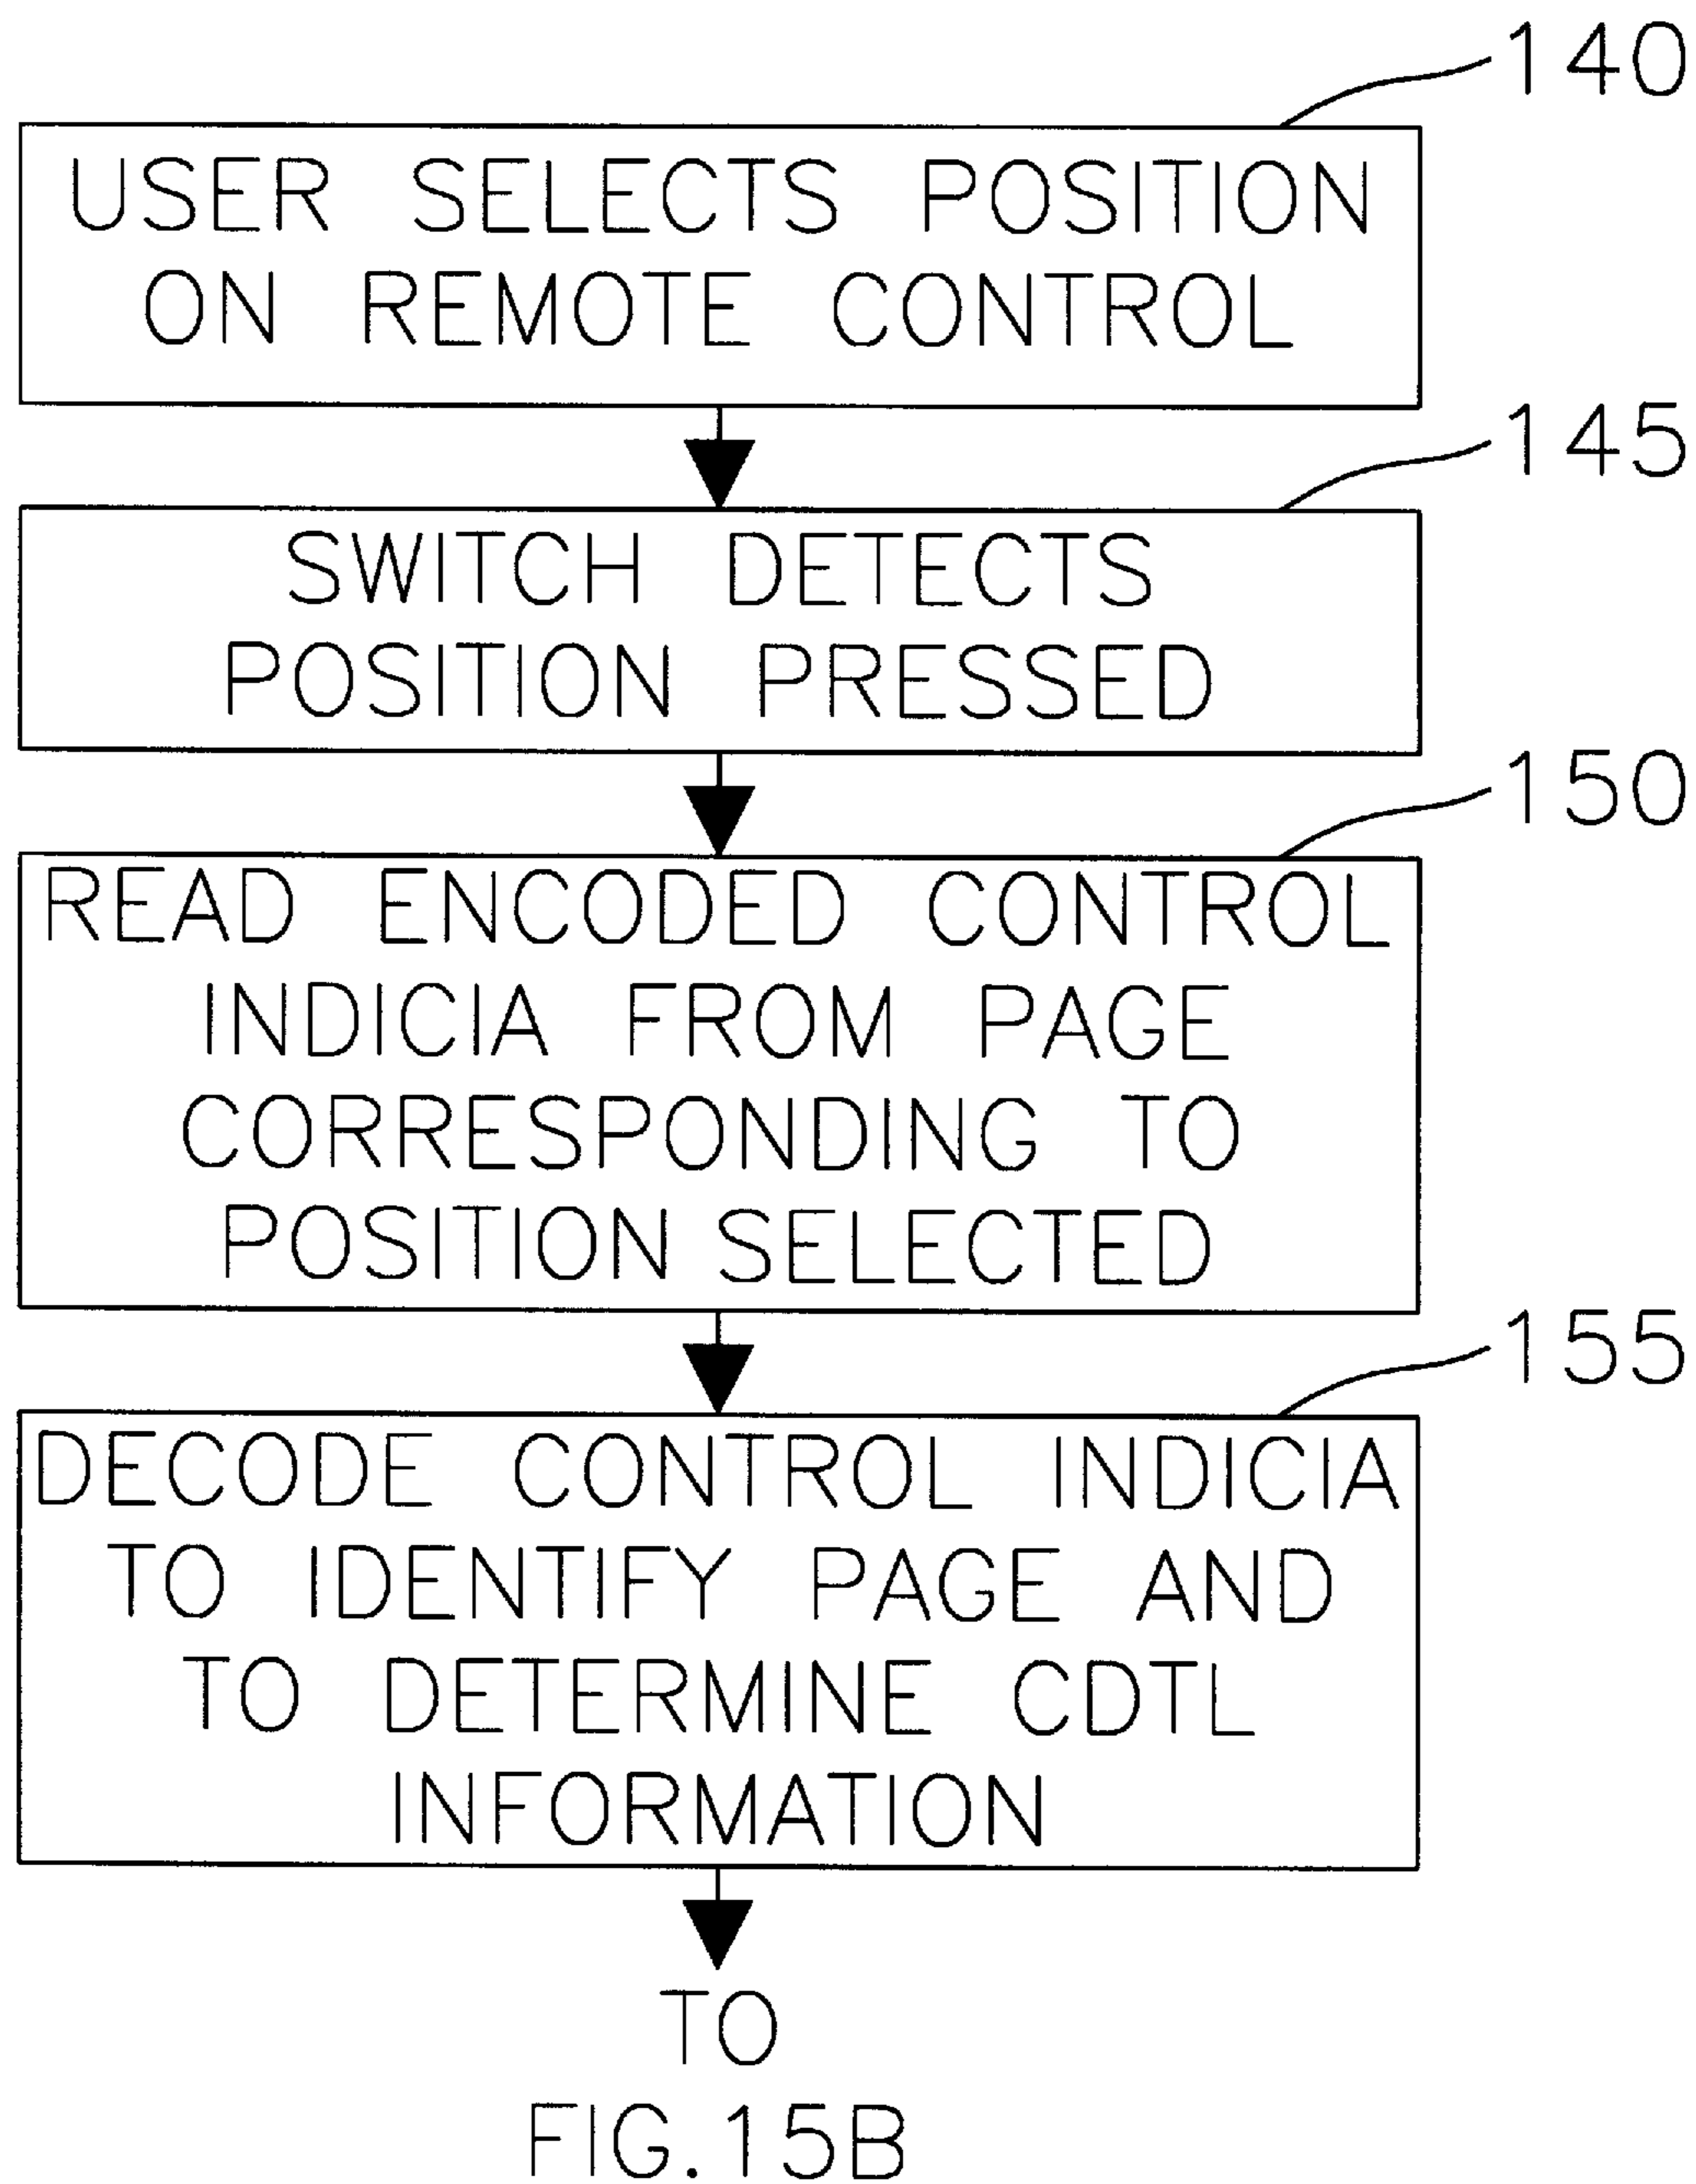 140
USER SELECTS POSITION
ON REMOTE CONTROL
145
SWITCH DETECTS
POSITION PRESSED
150
READ ENCODED CONTROL
INDICIA FROM PAGE
CORRESPONDING TO
POSITION SELECTED
155
DECODE CONTROL INDICIA
TO IDENTIFY PAGE AND
TO DETERMINE CDTL
INFORMATION
TO
FIG.15B